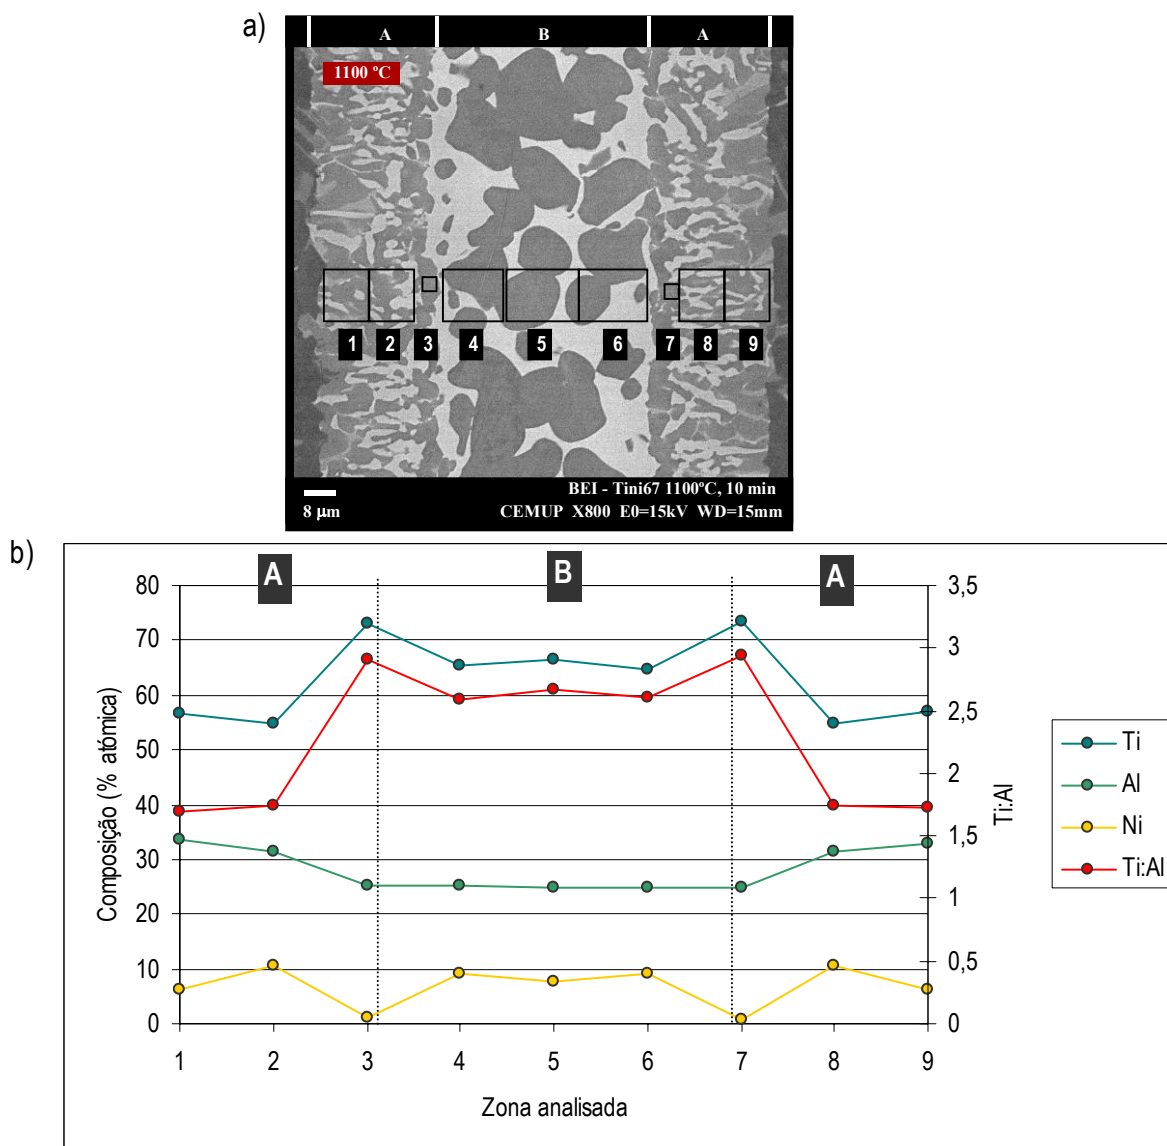 a)
A B A
1100 ºC
1 2 3 4 5 6 7 8 9
BEI - Tini67 1100ºC, 10 min
8 µm
CEMUP X800 E0=15kV WD=15mm
b)
A B A
80
70
60
50
40
30
20
10
0
Composição (% atómica)
3,5
3
2,5
2
1,5
1
0,5
0
Ti:Al
1 2 3 4 5 6 7 8 9
Zona analisada
Ti
Al
Ni
Ti:Al